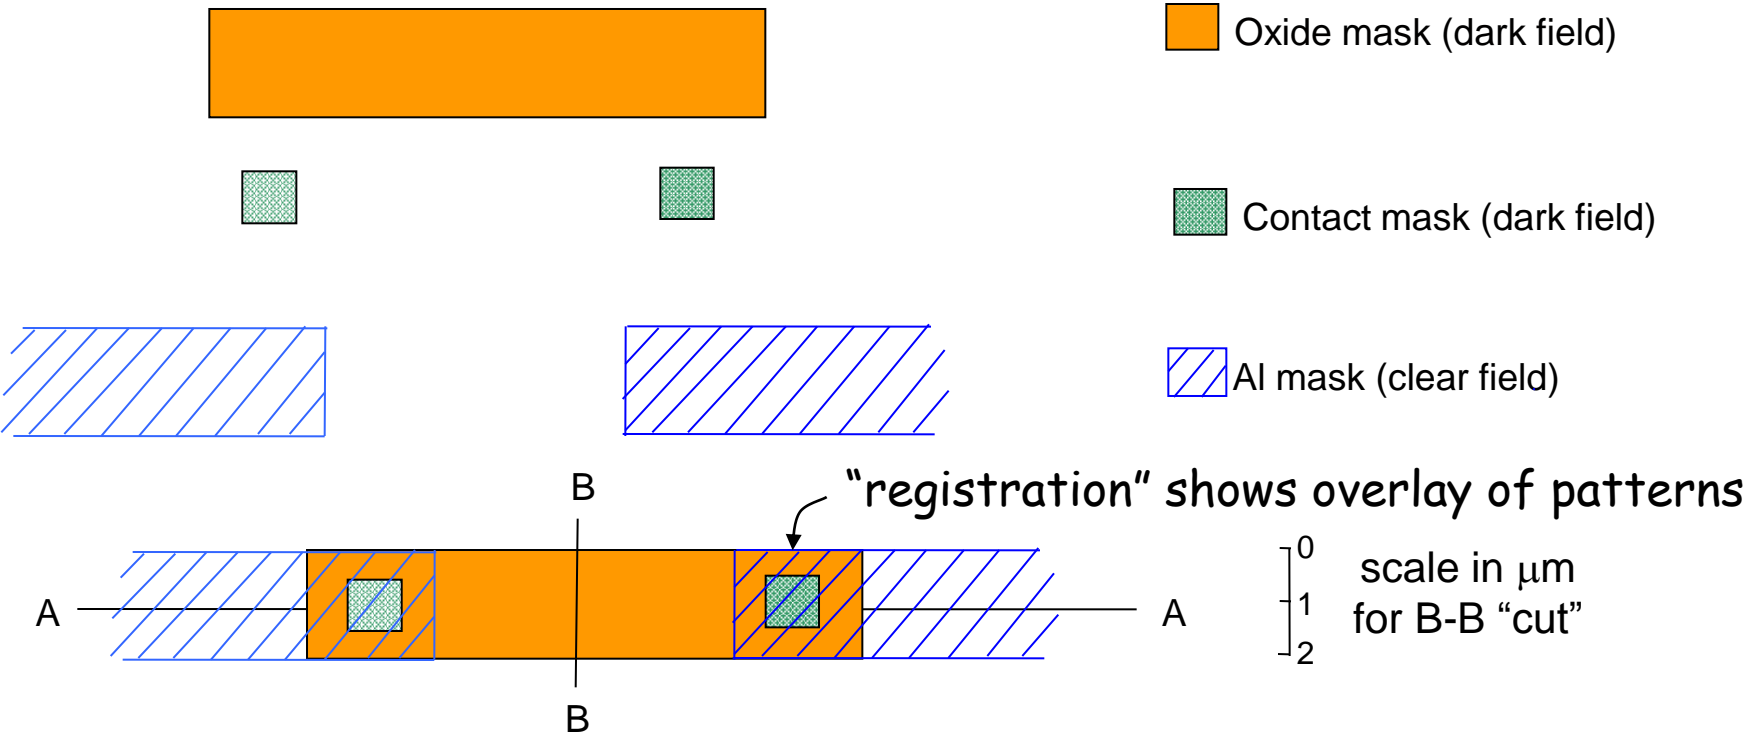 Oxide mask (dark field)
Contact mask (dark field)
Al mask (clear field)
B
“registration” shows overlay of patterns
0
scale in μm
A
A
1
for B-B “cut”
2
B